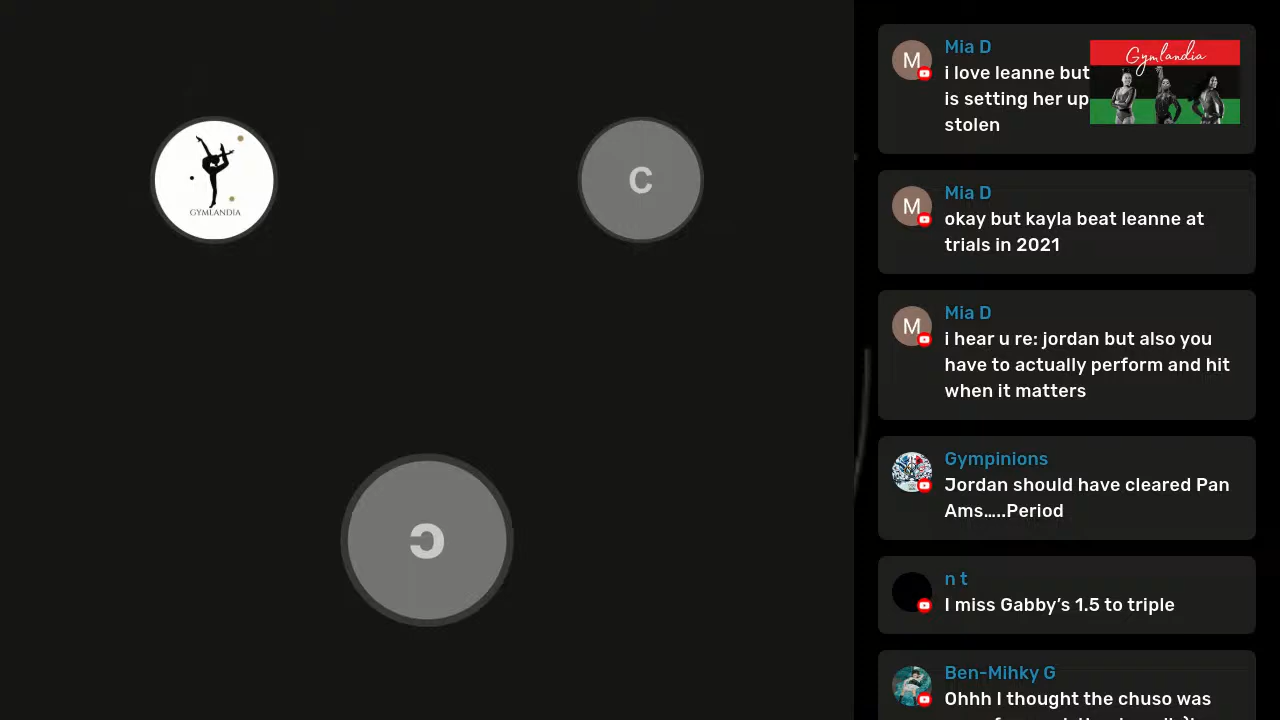 GYMLANDIA
C
C
Mia D
M
i love leanne but
is setting her up
stolen
Gymlandia
Mia D
M
okay but kayla beat leanne at
trials in 2021
Mia D
M
i hear u re: jordan but also you
have to actually perform and hit
when it matters
Gympinions
Jordan should have cleared Pan
Ams…..Period
n t
I miss Gabby’s 1.5 to triple
Ben-Mihky G
Ohhh I thought the chuso was